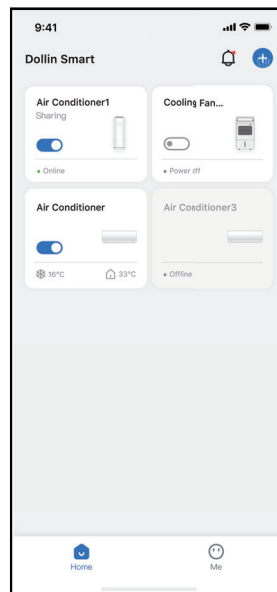 9:41
Dollin Smart
Air Conditioner1
Sharing
• Online
Cooling Fan...
• Power off
Air Conditioner
16°C 33°C
Air Conditioner3
• Offline
Home
Me